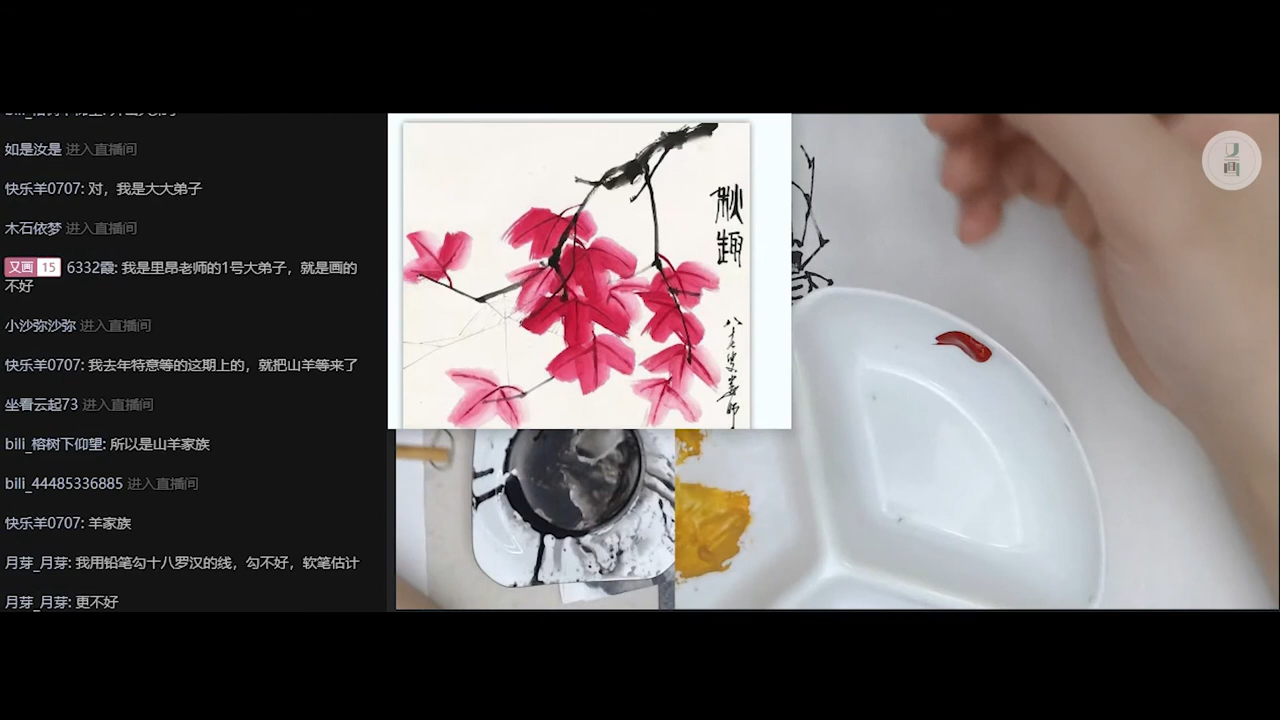 如是汝是 进入直播间
快乐羊0707: 对，我是大大弟子
木石依梦 进入直播间
又画 15 6332霞: 我是里昂老师的1号大弟子，就是画的
不好
小沙弥沙弥 进入直播间
快乐羊0707: 我去年特意等的这期上的，就把山羊等来了
坐看云起73 进入直播间
bili_榕树下仰望: 所以是山羊家族
bili_44485336885 进入直播间
快乐羊0707: 羊家族
月芽_月芽: 我用铅笔勾十八罗汉的线，勾不好，软笔估计
月芽_月芽: 更不好
秋趣